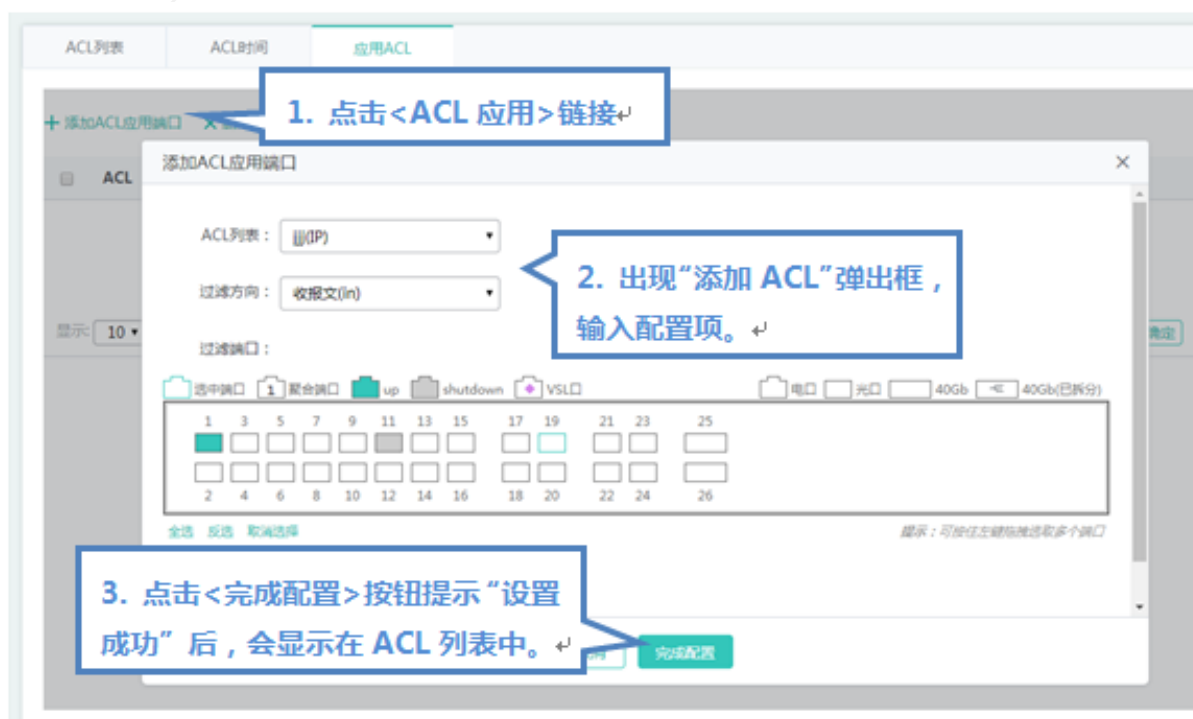 ACL列表 ACL时间 应用ACL
1. 点击<ACL 应用>链接↵
+ 添加ACL应用端口 X
添加ACL应用端口 ×
ACL
ACL列表： jjj(IP)
2. 出现“添加 ACL”弹出框，
输入配置项。↵
过滤方向： 收报文(in)
显示: 10 确定
过滤端口：
选中端口 1 聚合端口 up shutdown VSL口 电口 光口 40Gb 40Gb(已拆分)
1 3 5 7 9 11 13 15 17 19 21 23 25
2 4 6 8 10 12 14 16 18 20 22 24 26
全选 反选 取消选择 提示：可按住左键拖拽选取多个端口
3. 点击<完成配置>按钮提示“设置
成功”后，会显示在 ACL 列表中。↵
完成配置